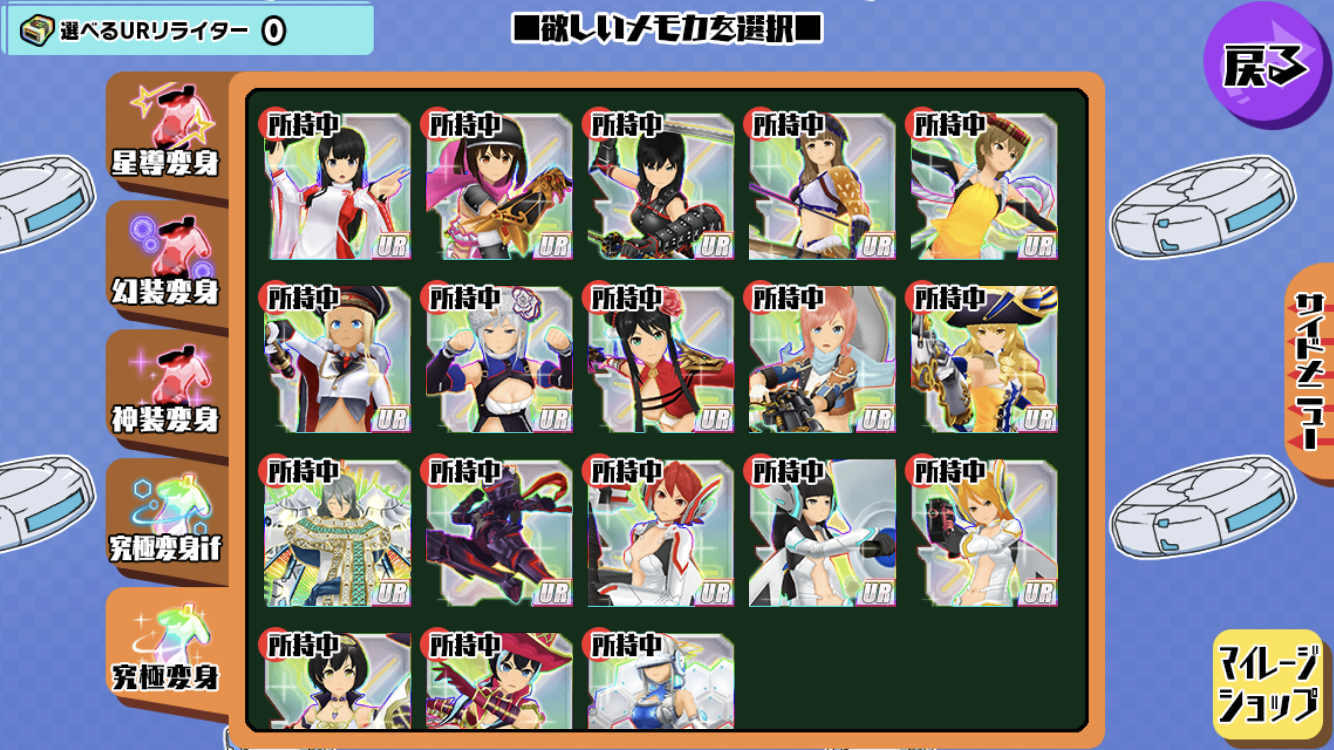 選べるURリライター 0
■欲しいメモカを選択■
戻る
星導変身
幻装変身
神装変身
究極変身if
究極変身
所持中 所持中 所持中 所持中 所持中
UR UR UR UR UR
所持中 所持中 所持中 所持中 所持中
UR UR UR UR UR
所持中 所持中 所持中 所持中 所持中
UR UR UR UR UR
所持中 所持中 所持中
サイドメニュー
マイレージ
ショップ